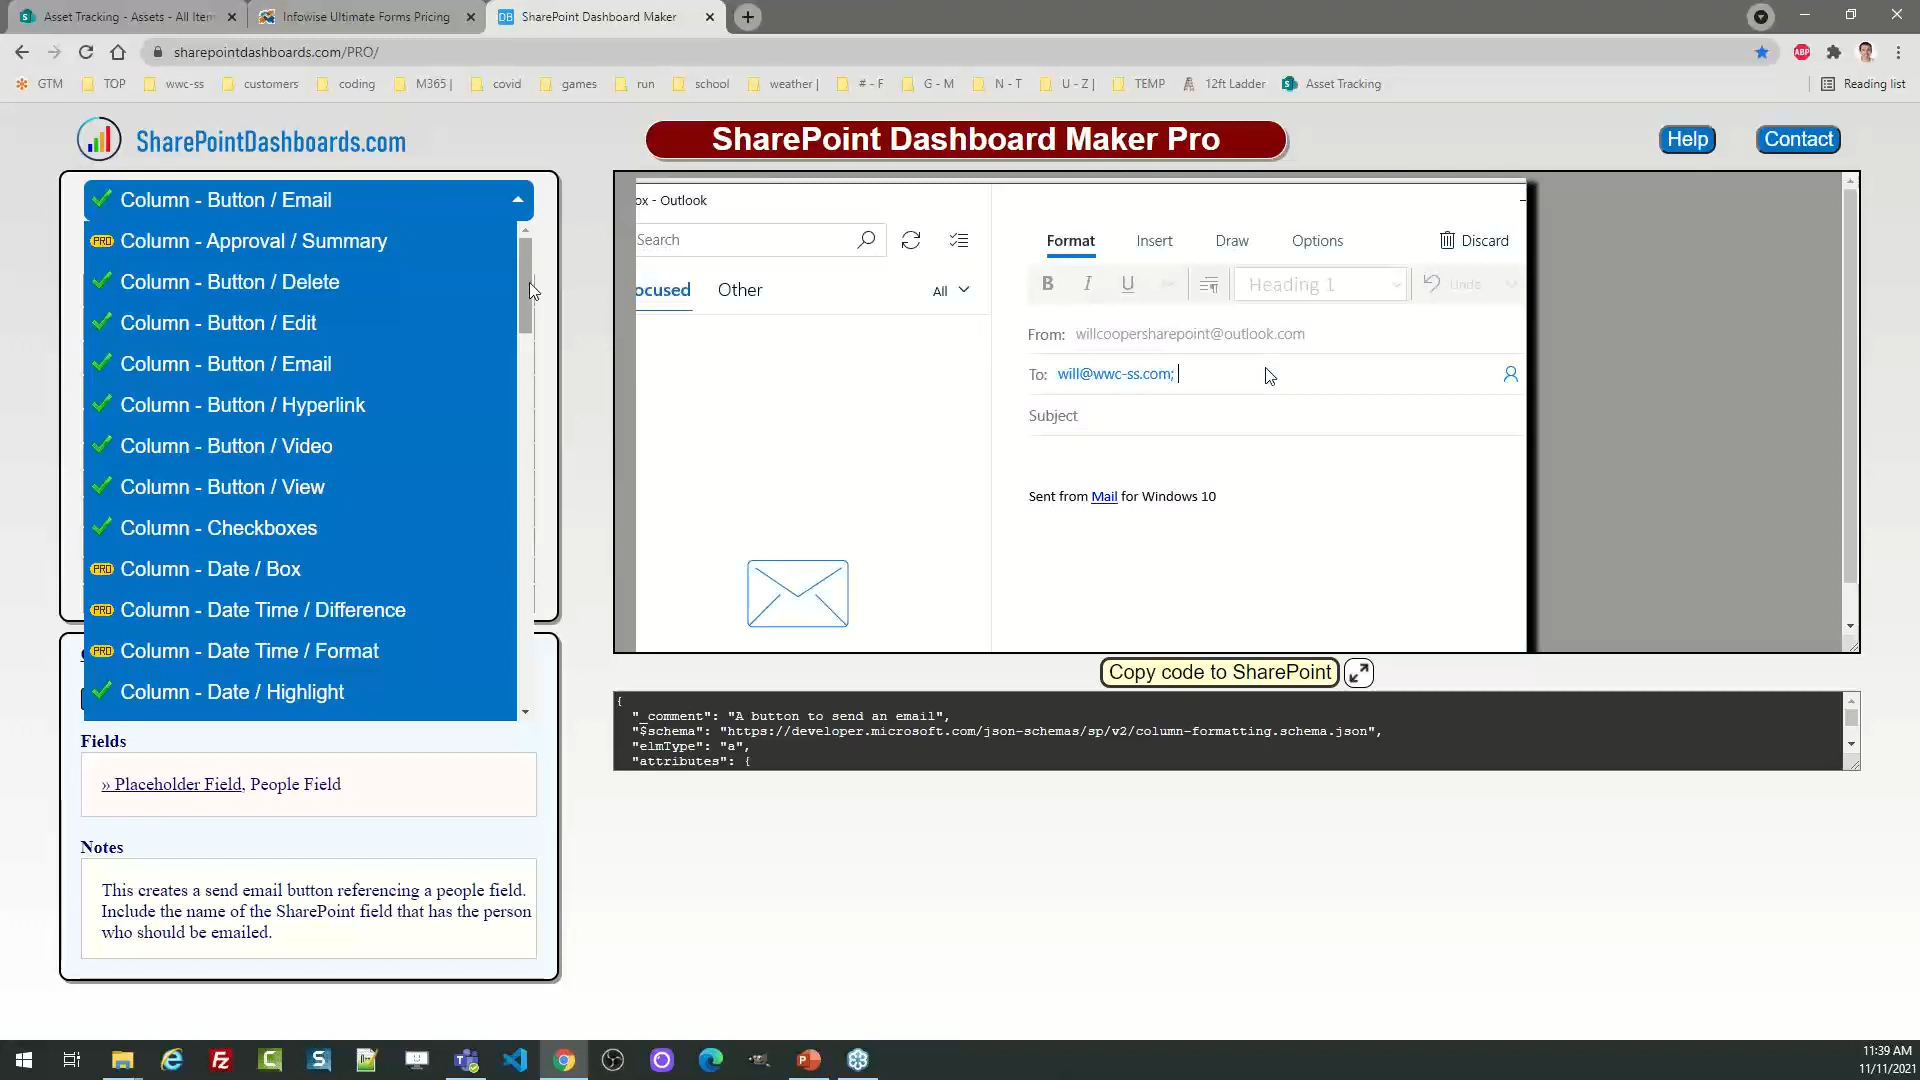 Asset Tracking - Assets - All Item
Infowise Ultimate Forms Pricing
DB SharePoint Dashboard Maker
sharepointdashboards.com/PRO/
ABP
GTM TOP wwc-ss customers coding M365 | covid games run school weather | # - F G - M N - T U - Z | TEMP 12ft Ladder Asset Tracking Reading list
SharePointDashboards.com
SharePoint Dashboard Maker Pro
Help
Contact
Column - Button / Email
PRO Column - Approval / Summary
Column - Button / Delete
Column - Button / Edit
Column - Button / Email
Column - Button / Hyperlink
Column - Button / Video
Column - Button / View
Column - Checkboxes
PRO Column - Date / Box
PRO Column - Date Time / Difference
PRO Column - Date Time / Format
Column - Date / Highlight
Fields
» Placeholder Field, People Field
Notes
This creates a send email button referencing a people field.
Include the name of the SharePoint field that has the person
who should be emailed.
ox - Outlook
Search
ocused Other All
Format Insert Draw Options Discard
B I U Heading 1 Undo
From: willcoopersharepoint@outlook.com
To: will@wwc-ss.com;
Subject
Sent from Mail for Windows 10
Copy code to SharePoint
{
"_comment": "A button to send an email",
"$schema": "https://developer.microsoft.com/json-schemas/sp/v2/column-formatting.schema.json",
"elmType": "a",
"attributes": {
11:39 AM
11/11/2021